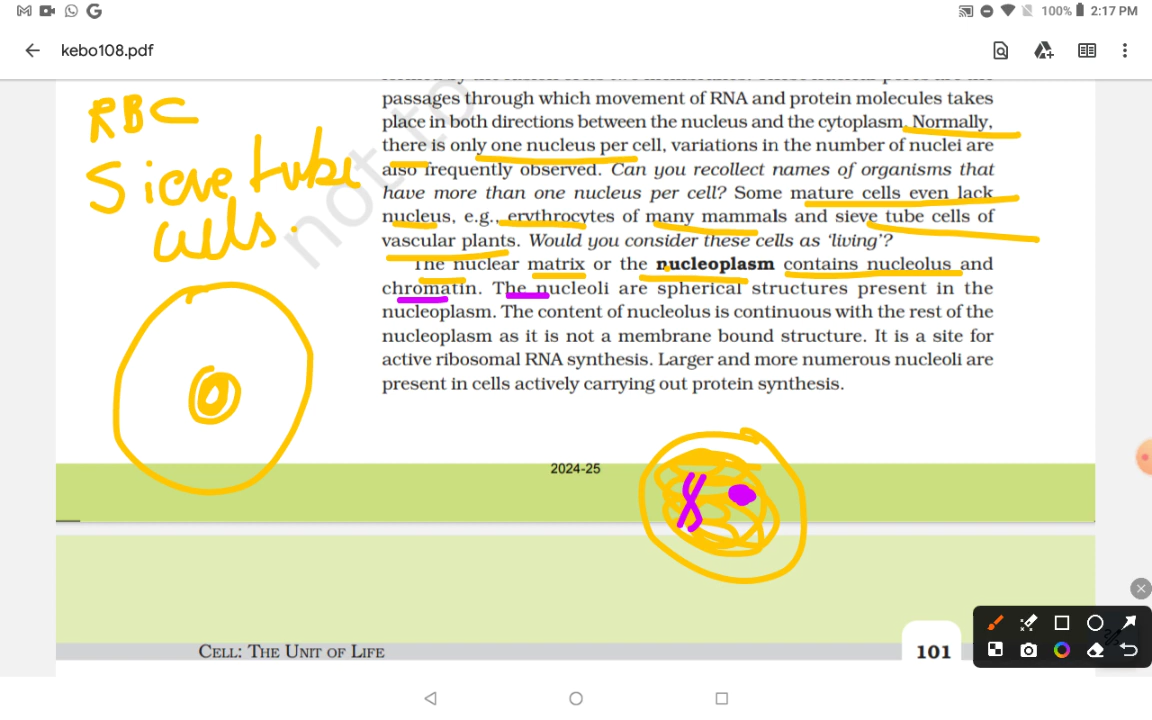 100% 2:17 PM
kebo108.pdf
passages through which movement of RNA and protein molecules takes
place in both directions between the nucleus and the cytoplasm. Normally,
there is only one nucleus per cell, variations in the number of nuclei are
also frequently observed. Can you recollect names of organisms that
have more than one nucleus per cell? Some mature cells even lack
nucleus, e.g., erythrocytes of many mammals and sieve tube cells of
vascular plants. Would you consider these cells as ‘living’?
The nuclear matrix or the nucleoplasm contains nucleolus and
chromatin. The nucleoli are spherical structures present in the
nucleoplasm. The content of nucleolus is continuous with the rest of the
nucleoplasm as it is not a membrane bound structure. It is a site for
active ribosomal RNA synthesis. Larger and more numerous nucleoli are
present in cells actively carrying out protein synthesis.
RBC
Sieve tube
cells.
not to
2024-25
CELL: THE UNIT OF LIFE
101